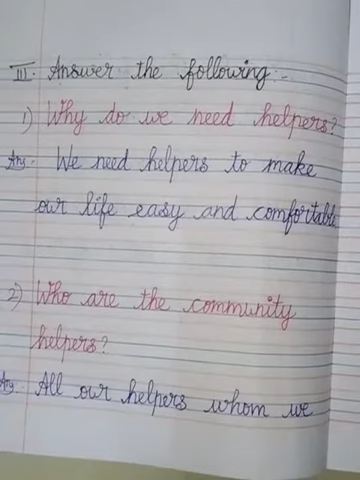 III. Answer the following :-
1) Why do we need helpers?
Ans- We need helpers to make
our life easy and comfortable
2) Who are the community
helpers?
Ans- All our helpers whom we